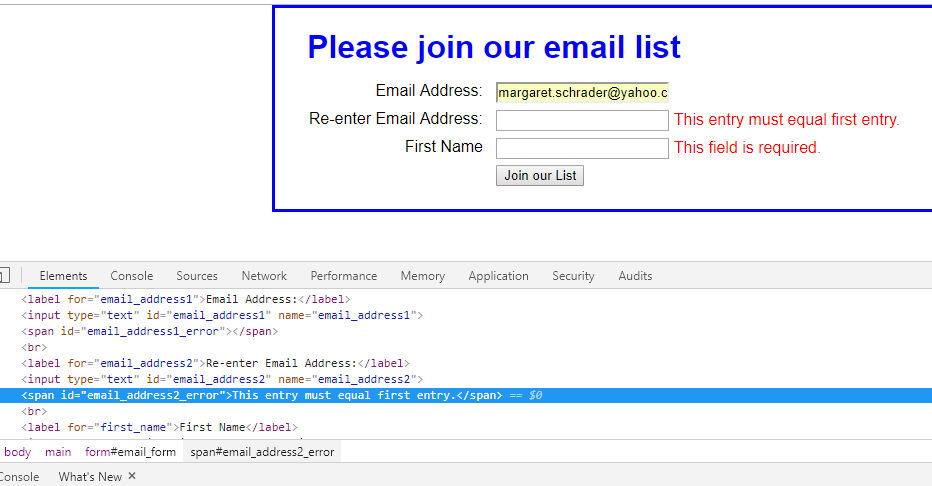 Please join our email list
Email Address: margaret.schrader@yahoo.c
Re-enter Email Address: This entry must equal first entry.
First Name This field is required.
Join our List
Elements Console Sources Network Performance Memory Application Security Audits
<label for="email_address1">Email Address:</label>
<input type="text" id="email_address1" name="email_address1">
<span id="email_address1_error"></span>
<br>
<label for="email_address2">Re-enter Email Address:</label>
<input type="text" id="email_address2" name="email_address2">
<span id="email_address2_error">This entry must equal first entry.</span> == $0
<br>
<label for="first_name">First Name</label>
body main form#email_form span#email_address2_error
Console What's New ×